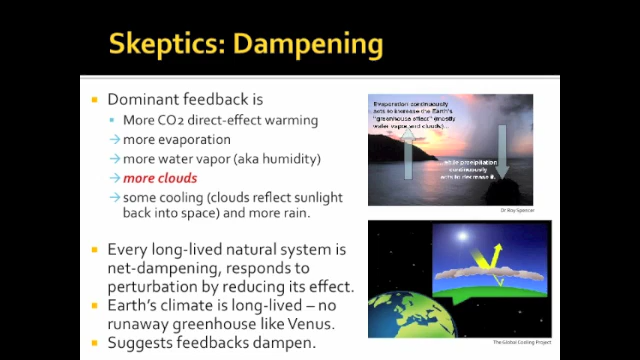 Skeptics: Dampening
Dominant feedback is
More CO2 direct-effect warming
→ more evaporation
→ more water vapor (aka humidity)
→ more clouds
→ some cooling (clouds reflect sunlight
back into space) and more rain.
Every long-lived natural system is
net-dampening, responds to
perturbation by reducing its effect.
Earth's climate is long-lived – no
runaway greenhouse like Venus.
Suggests feedbacks dampen.
Evaporation continuously
acts to increase the Earth's
"greenhouse effect" (mostly
water vapor and clouds)...
...while precipitation
continuously
acts to decrease it.
Dr Roy Spencer
The Global Cooling Project